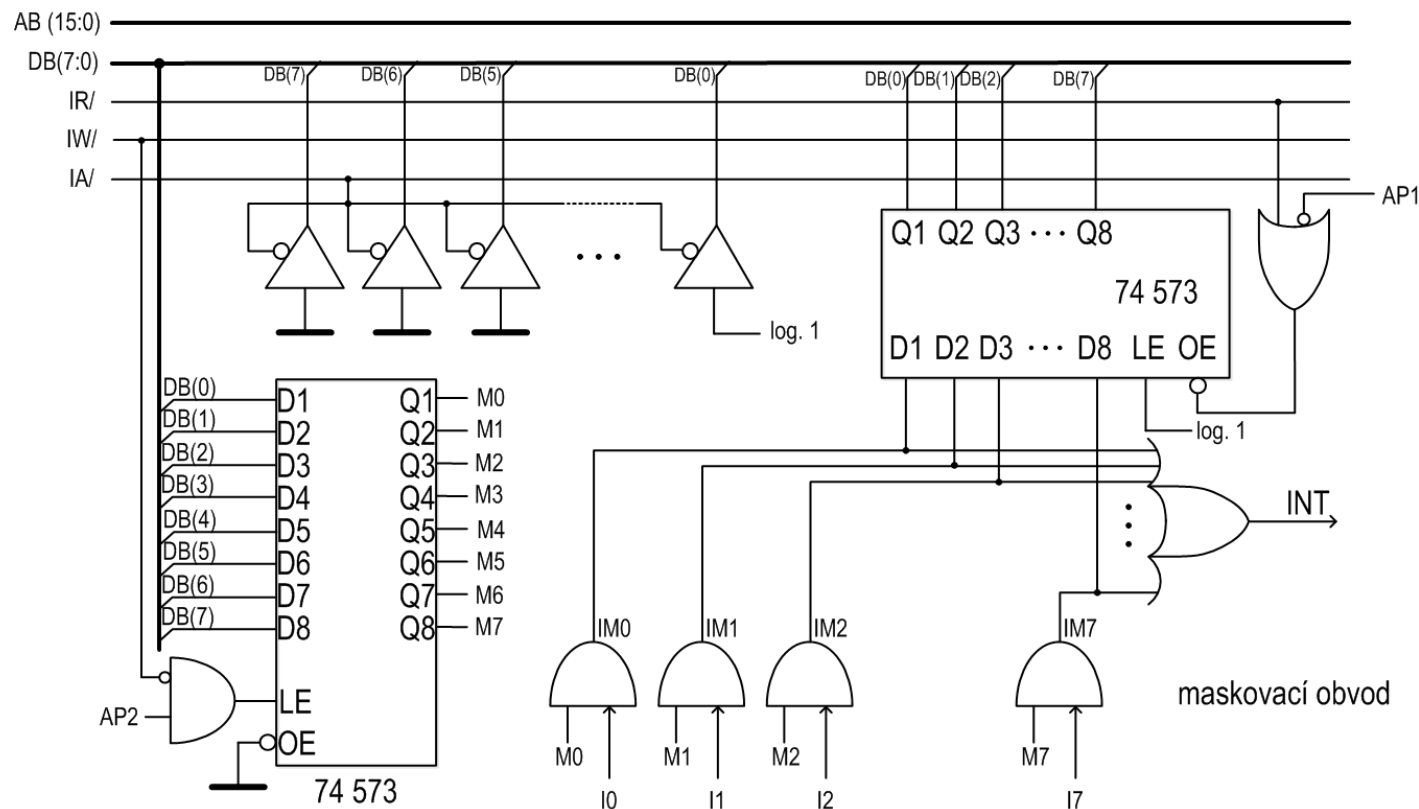 AB (15:0)
DB(7:0)
DB(7) DB(6) DB(5) DB(0) DB(0) DB(1) DB(2) DB(7)
IR/
IW/
IA/
AP1
Q1 Q2 Q3 ··· Q8
74 573
D1 D2 D3 ··· D8 LE OE
• • •
log. 1
log. 1
DB(0) D1 Q1 M0
DB(1) D2 Q2 M1
DB(2) D3 Q3 M2
DB(3) D4 Q4 M3
DB(4) D5 Q5 M4
DB(5) D6 Q6 M5
DB(6) D7 Q7 M6
DB(7) D8 Q8 M7
INT
IM0 IM1 IM2 IM7
AP2 LE
OE
74 573
maskovací obvod
M0 M1 M2 M7
I0 I1 I2 I7